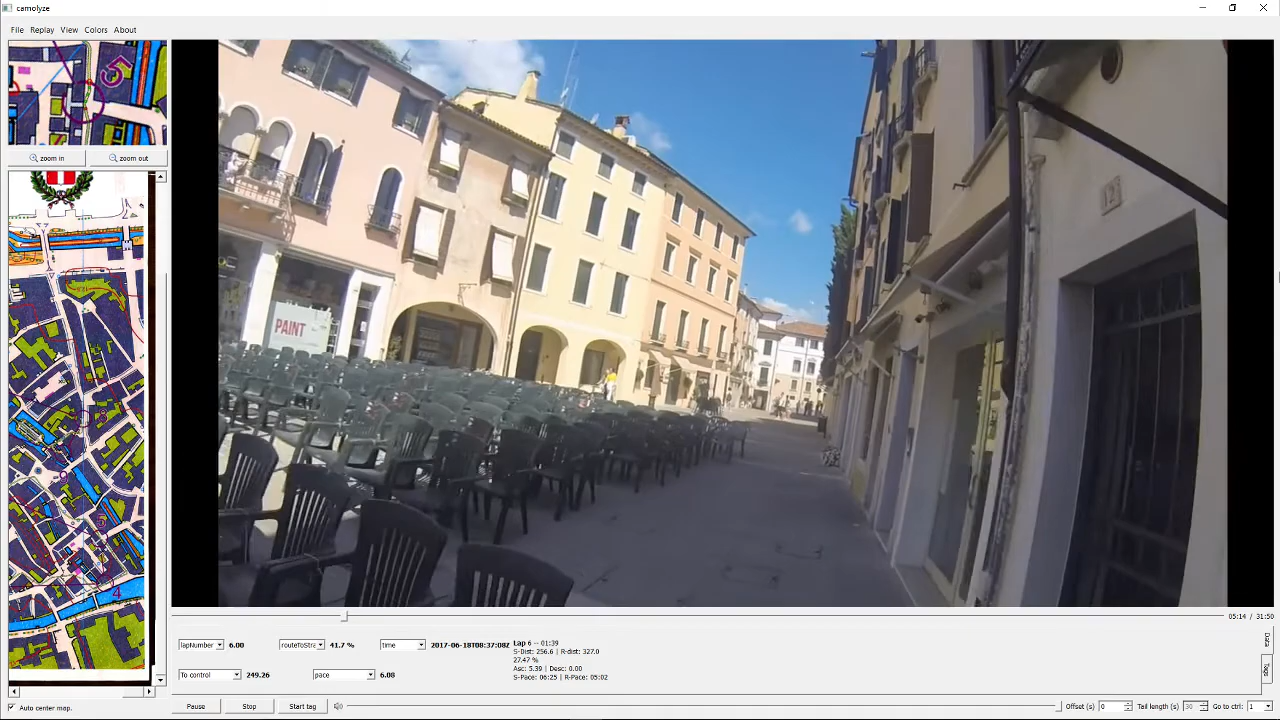 camolyze
File Replay View Colors About
5
zoom in zoom out
4
PAINT
05:14 / 31:50
lapNumber 6.00 routeToStra 41.7 % time 2017-06-18T08:37:08Z
To control 249.26 pace 6.08
Lap 6 -- 01:39
S-Dist: 256.6 | R-dist: 327.0
27.47 %
Asc: 5.39 | Desc: 0.00
S-Pace: 06:25 | R-Pace: 05:02
Data
Tags
Auto center map.
Pause Stop Start tag
Offset (s) 0 Tail length (s) 30 Go to ctrl: 1